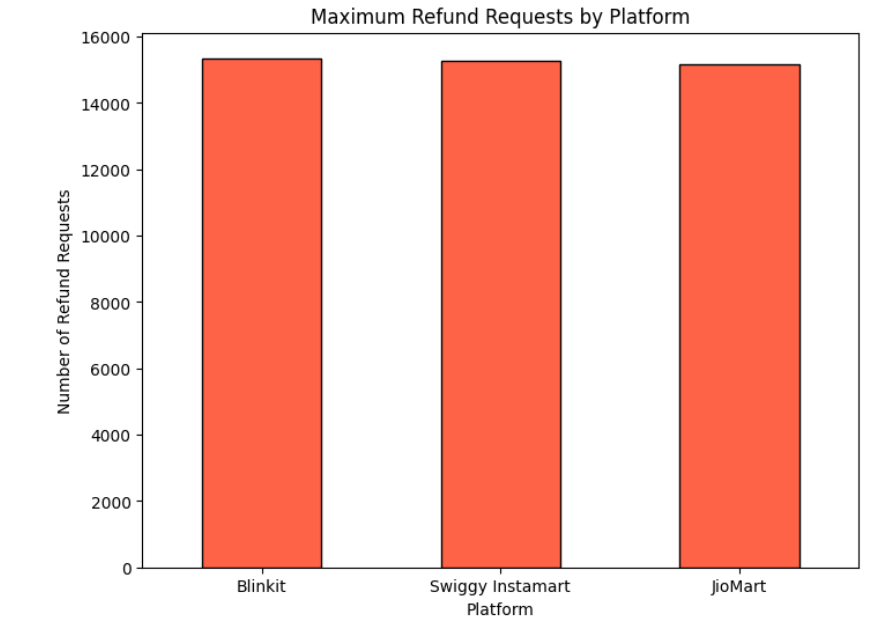 Maximum Refund Requests by Platform
16000
14000
12000
10000
8000
6000
4000
2000
0
Number of Refund Requests
Blinkit
Swiggy Instamart
JioMart
Platform